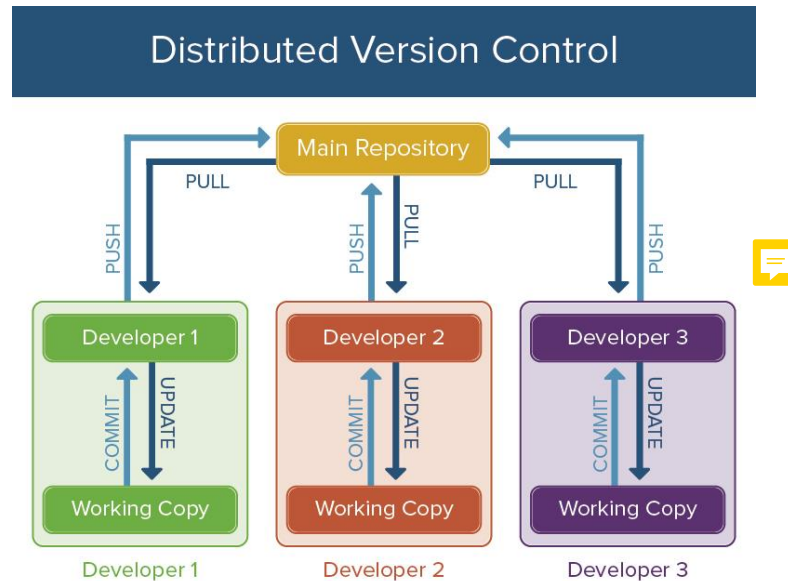 Distributed Version Control
Main Repository
PULL
PULL
PUSH
PUSH
PULL
PUSH
Developer 1
Developer 2
Developer 3
COMMIT
UPDATE
COMMIT
UPDATE
COMMIT
UPDATE
Working Copy
Working Copy
Working Copy
Developer 1
Developer 2
Developer 3